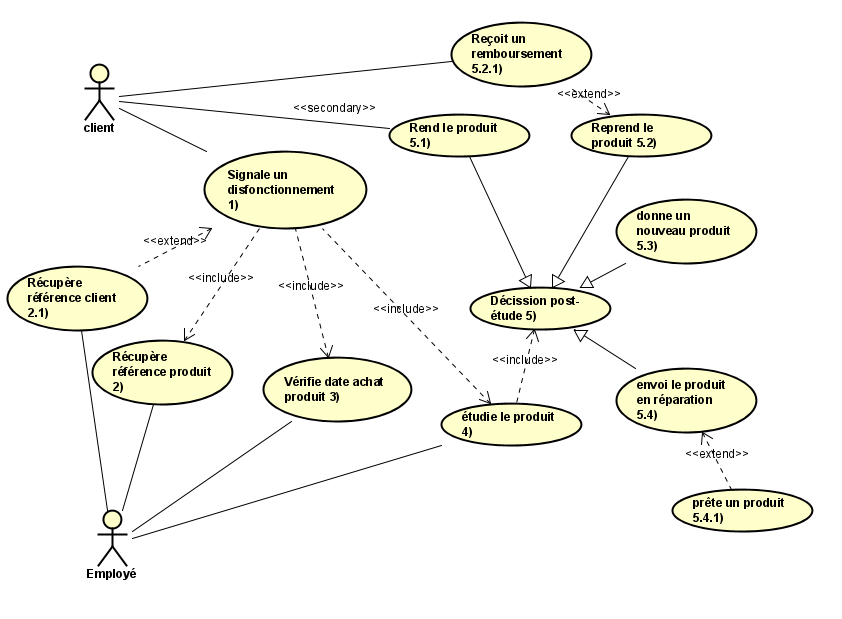 Reçoit un
remboursement
5.2.1)
<<extend>>
<<secondary>>
client
Rend le produit
5.1)
Reprend le
produit 5.2)
Signale un
disfonctionnement
1)
donne un
nouveau produit
5.3)
<<extend>>
<<include>>
<<include>>
<<include>>
Récupère
référence client
2.1)
Décission post-
étude 5)
Récupère
référence produit
2)
Vérifie date achat
produit 3)
<<include>>
envoi le produit
en réparation
5.4)
étudie le produit
4)
<<extend>>
prête un produit
5.4.1)
Employé